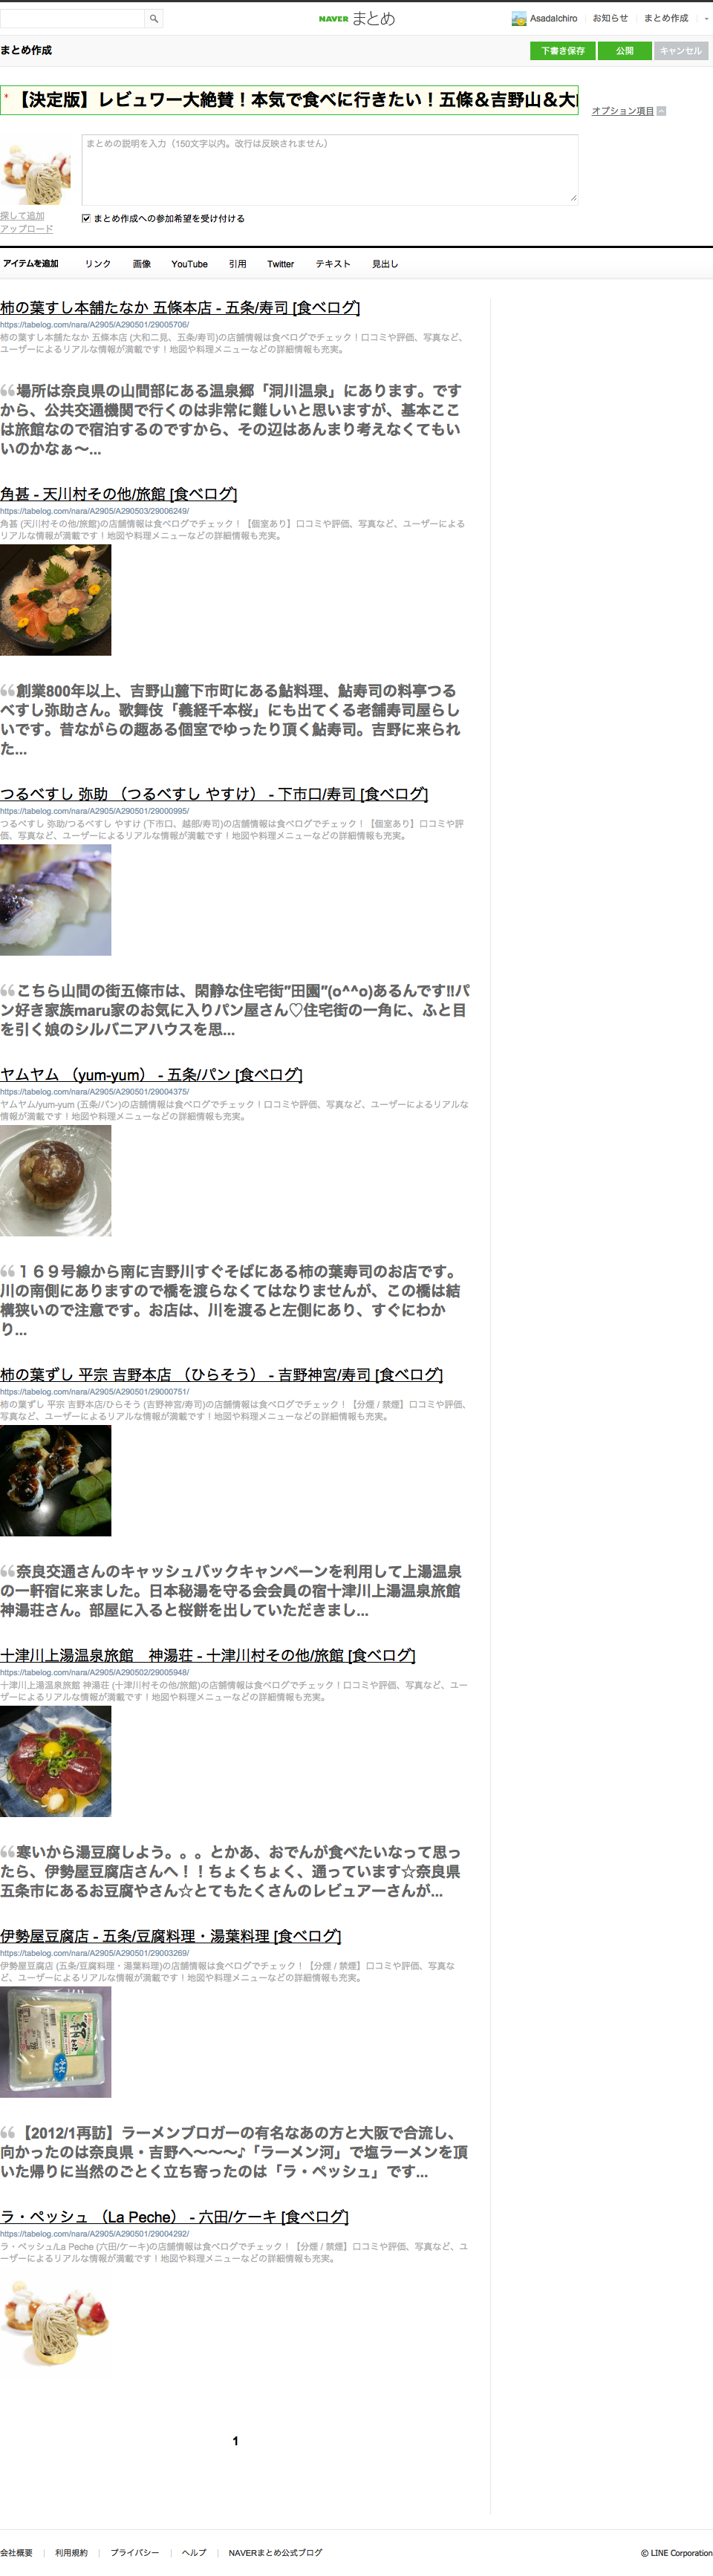 NAVER まとめ
AsadaIchiro
お知らせ
まとめ作成
まとめ作成
下書き保存
公開
キャンセル
【決定版】レビュワー大絶賛！本気で食べに行きたい！五條＆吉野山＆大
オプション項目
まとめの説明を入力（150文字以内。改行は反映されません）
探して追加
アップロード
まとめ作成への参加希望を受け付ける
アイテムを追加 リンク 画像 YouTube 引用 Twitter テキスト 見出し
柿の葉すし本舗たなか 五條本店 - 五条/寿司 [食べログ]
https://tabelog.com/nara/A2905/A290501/29005706/
柿の葉すし本舗たなか 五條本店 (大和二見、五条/寿司)の店舗情報は食べログでチェック！口コミや評価、写真など、
ユーザーによるリアルな情報が満載です！地図や料理メニューなどの詳細情報も充実。
“場所は奈良県の山間部にある温泉郷「洞川温泉」にあります。です
から、公共交通機関で行くのは非常に難しいと思いますが、基本ここ
は旅館なので宿泊するのですから、その辺はあんまり考えなくてもい
いのかなぁ〜...
角甚 - 天川村その他/旅館 [食べログ]
https://tabelog.com/nara/A2905/A290503/29006249/
角甚 (天川村その他/旅館)の店舗情報は食べログでチェック！【個室あり】口コミや評価、写真など、ユーザーによる
リアルな情報が満載です！地図や料理メニューなどの詳細情報も充実。
“創業800年以上、吉野山麓下市町にある鮎料理、鮎寿司の料亭つる
べすし弥助さん。歌舞伎「義経千本桜」にも出てくる老舗寿司屋らし
いです。昔ながらの趣ある個室でゆったり頂く鮎寿司。吉野に来られ
た...
つるべすし 弥助 （つるべすし やすけ） - 下市口/寿司 [食べログ]
https://tabelog.com/nara/A2905/A290501/29000995/
つるべすし 弥助/つるべすし やすけ (下市口、越部/寿司)の店舗情報は食べログでチェック！【個室あり】口コミや評
価、写真など、ユーザーによるリアルな情報が満載です！地図や料理メニューなどの詳細情報も充実。
“こちら山間の街五條市は、閑静な住宅街”田園”(o^^o)あるんです!!パ
ン好き家族maru家のお気に入りパン屋さん♡住宅街の一角に、ふと目
を引く娘のシルバニアハウスを思...
ヤムヤム （yum-yum） - 五条/パン [食べログ]
https://tabelog.com/nara/A2905/A290501/29004375/
ヤムヤム/yum-yum (五条/パン)の店舗情報は食べログでチェック！口コミや評価、写真など、ユーザーによるリアルな
情報が満載です！地図や料理メニューなどの詳細情報も充実。
“１６９号線から南に吉野川すぐそばにある柿の葉寿司のお店です。
川の南側にありますので橋を渡らなくてはなりませんが、この橋は結
構狭いので注意です。お店は、川を渡ると左側にあり、すぐにわか
り...
柿の葉ずし 平宗 吉野本店 （ひらそう） - 吉野神宮/寿司 [食べログ]
https://tabelog.com/nara/A2905/A290501/29000751/
柿の葉ずし 平宗 吉野本店/ひらそう (吉野神宮/寿司)の店舗情報は食べログでチェック！【分煙 / 禁煙】口コミや評価、
写真など、ユーザーによるリアルな情報が満載です！地図や料理メニューなどの詳細情報も充実。
“奈良交通さんのキャッシュバックキャンペーンを利用して上湯温泉
の一軒宿に来ました。日本秘湯を守る会会員の宿十津川上湯温泉旅館
神湯荘さん。部屋に入ると桜餅を出していただきまし...
十津川上湯温泉旅館　神湯荘 - 十津川村その他/旅館 [食べログ]
https://tabelog.com/nara/A2905/A290502/29005948/
十津川上湯温泉旅館 神湯荘 (十津川村その他/旅館)の店舗情報は食べログでチェック！口コミや評価、写真など、ユー
ザーによるリアルな情報が満載です！地図や料理メニューなどの詳細情報も充実。
“寒いから湯豆腐しよう。。。とかあ、おでんが食べたいなって思っ
たら、伊勢屋豆腐店さんへ！！ちょくちょく、通っています☆奈良県
五条市にあるお豆腐やさん☆とてもたくさんのレビュアーさんが...
伊勢屋豆腐店 - 五条/豆腐料理・湯葉料理 [食べログ]
https://tabelog.com/nara/A2905/A290501/29003269/
伊勢屋豆腐店 (五条/豆腐料理・湯葉料理)の店舗情報は食べログでチェック！【分煙 / 禁煙】口コミや評価、写真な
ど、ユーザーによるリアルな情報が満載です！地図や料理メニューなどの詳細情報も充実。
“【2012/1再訪】ラーメンブロガーの有名なあの方と大阪で合流し、
向かったのは奈良県・吉野へ〜〜〜♪「ラーメン河」で塩ラーメンを頂
いた帰りに当然のごとく立ち寄ったのは「ラ・ペッシュ」です...
ラ・ペッシュ （La Peche） - 六田/ケーキ [食べログ]
https://tabelog.com/nara/A2905/A290501/29004292/
ラ・ペッシュ/La Peche (六田/ケーキ)の店舗情報は食べログでチェック！【分煙 / 禁煙】口コミや評価、写真など、ユ
ーザーによるリアルな情報が満載です！地図や料理メニューなどの詳細情報も充実。
1
会社概要 利用規約 プライバシー ヘルプ NAVERまとめ公式ブログ
© LINE Corporation